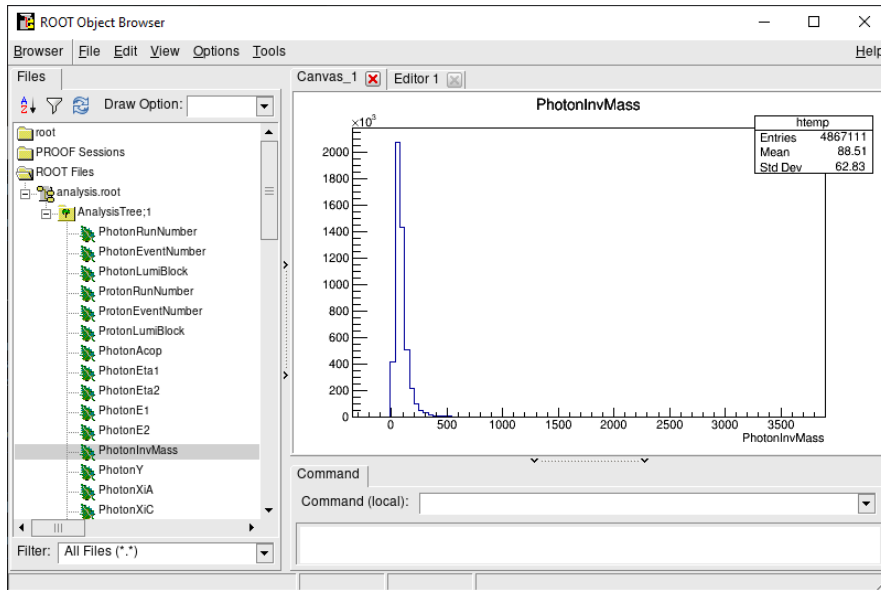 ROOT Object Browser
Browser File Edit View Options Tools Help
Files
Draw Option:
root
PROOF Sessions
ROOT Files
analysis.root
AnalysisTree;1
PhotonRunNumber
PhotonEventNumber
PhotonLumiBlock
ProtonRunNumber
ProtonEventNumber
ProtonLumiBlock
PhotonAcop
PhotonEta1
PhotonEta2
PhotonE1
PhotonE2
PhotonInvMass
PhotonY
PhotonXiA
PhotonXiC
Filter: All Files (*.*)
Canvas_1 Editor 1
PhotonInvMass
×10³
htemp
Entries 4867111
Mean 88.51
Std Dev 62.83
2000
1800
1600
1400
1200
1000
800
600
400
200
0
0 500 1000 1500 2000 2500 3000 3500
PhotonInvMass
Command
Command (local):